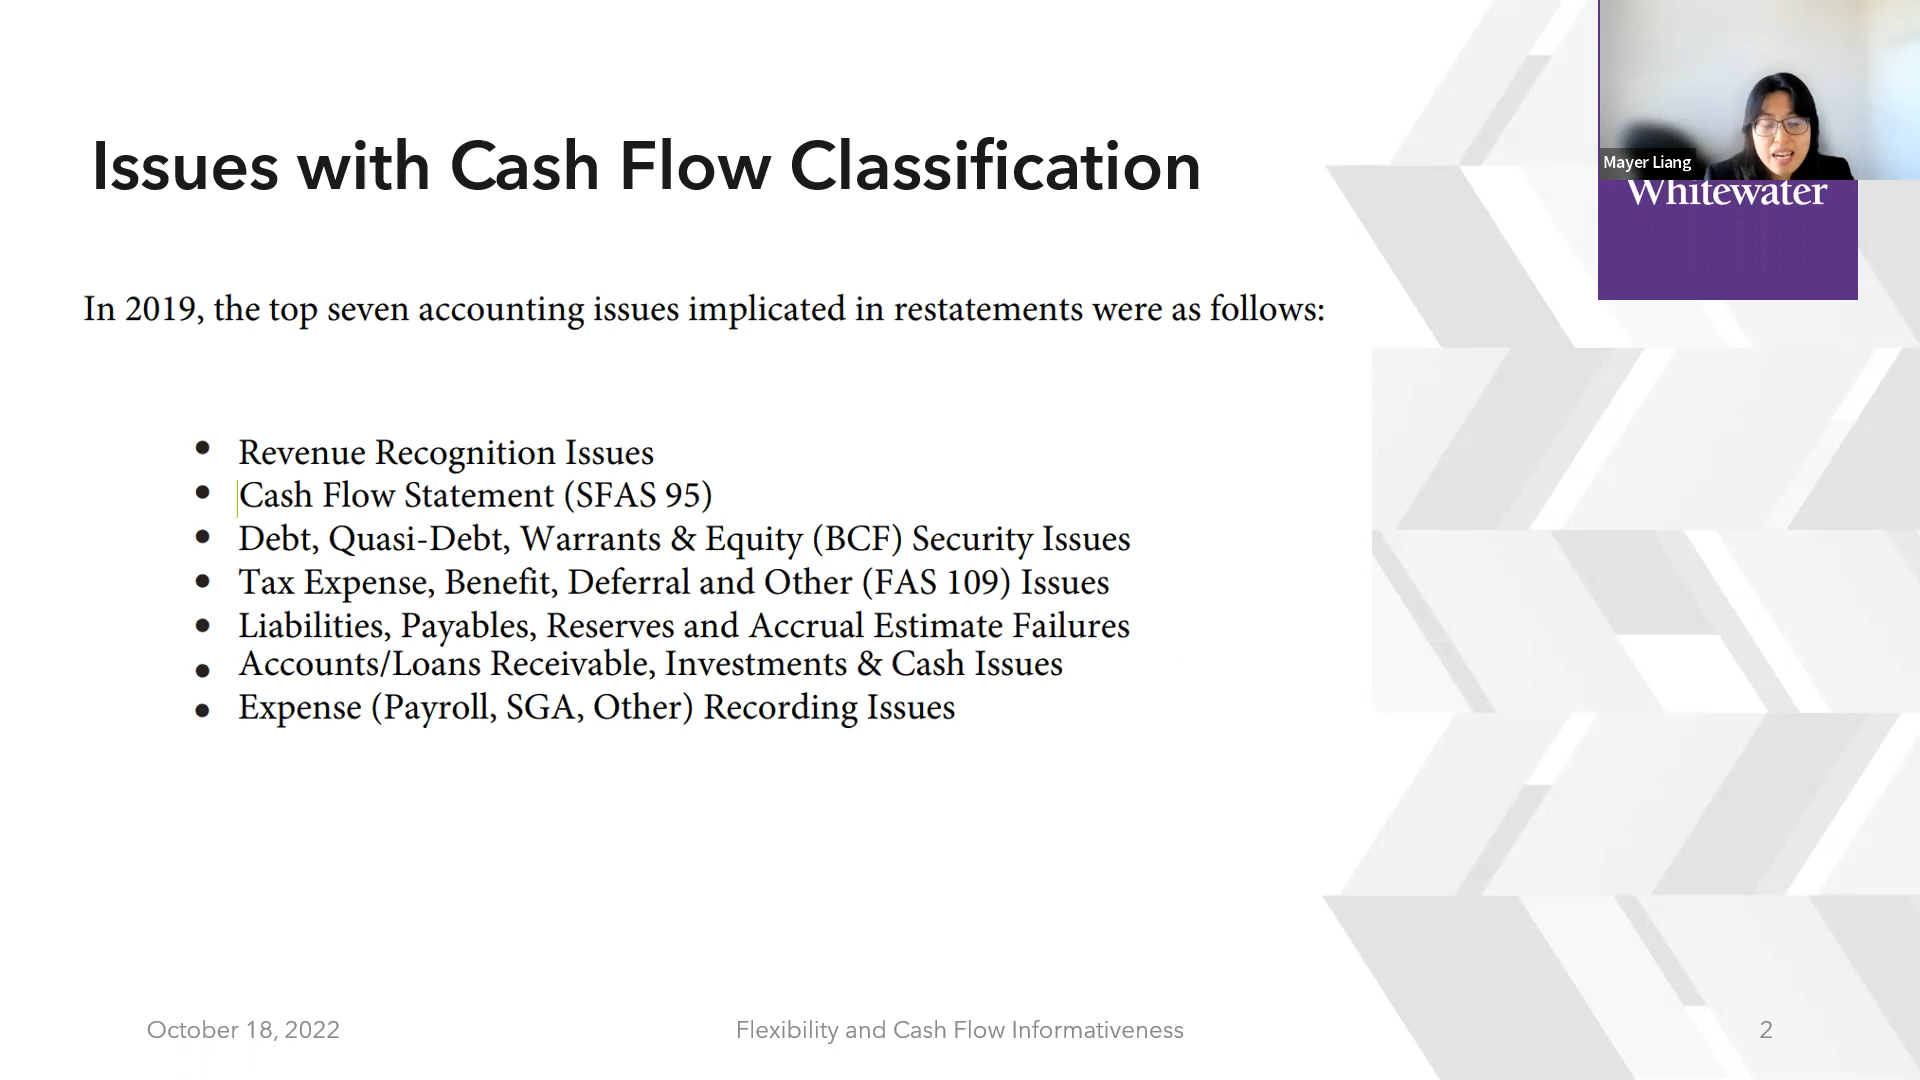 Issues with Cash Flow Classification
Mayer Liang
Whitewater
In 2019, the top seven accounting issues implicated in restatements were as follows:
• Revenue Recognition Issues
• Cash Flow Statement (SFAS 95)
• Debt, Quasi-Debt, Warrants & Equity (BCF) Security Issues
• Tax Expense, Benefit, Deferral and Other (FAS 109) Issues
• Liabilities, Payables, Reserves and Accrual Estimate Failures
• Accounts/Loans Receivable, Investments & Cash Issues
• Expense (Payroll, SGA, Other) Recording Issues
October 18, 2022
Flexibility and Cash Flow Informativeness
2